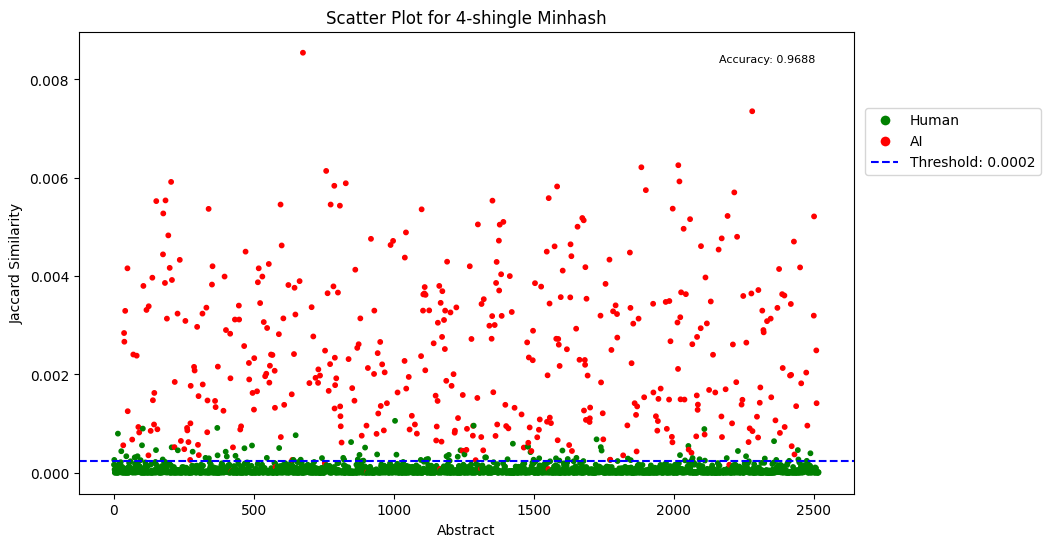 Scatter Plot for 4-shingle Minhash
Accuracy: 0.9688
Human
AI
Threshold: 0.0002
Jaccard Similarity
0.008
0.006
0.004
0.002
0.000
0 500 1000 1500 2000 2500
Abstract